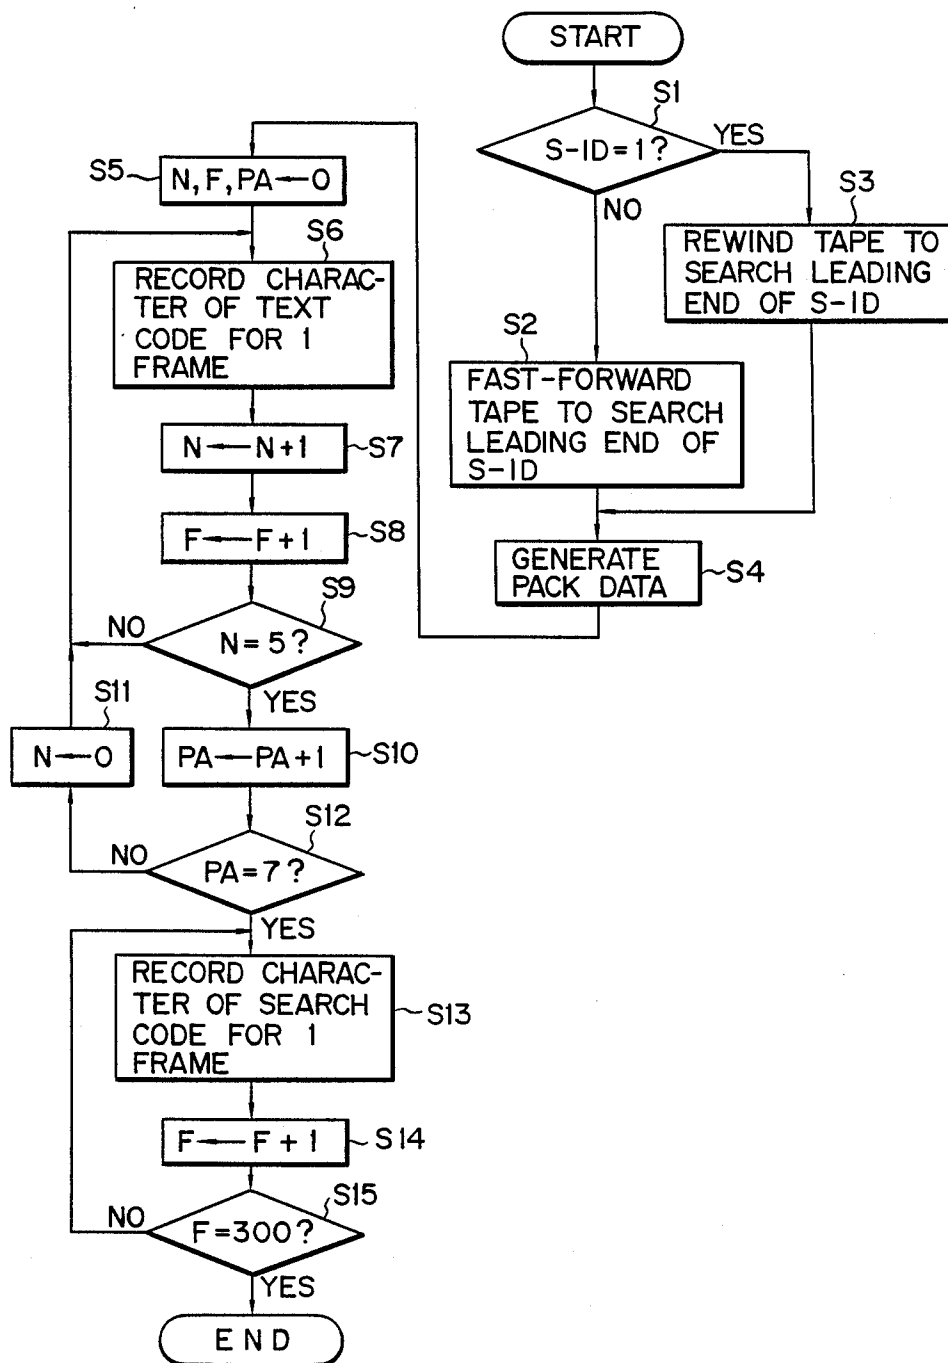 START
S1
S-ID=1?
YES
NO
S3
REWIND TAPE TO
SEARCH LEADING
END OF S-ID
S2
FAST-FORWARD
TAPE TO SEARCH
LEADING END OF
S-ID
GENERATE
PACK DATA
S4
S5
N, F, PA←0
S6
RECORD CHARAC-
TER OF TEXT
CODE FOR 1
FRAME
N←N+1
S7
F←F+1
S8
S9
N=5?
NO
YES
S11
N←0
PA←PA+1
S10
S12
PA=7?
NO
YES
RECORD CHARAC-
TER OF SEARCH
CODE FOR 1
FRAME
S13
F←F+1
S14
S15
F=300?
NO
YES
END